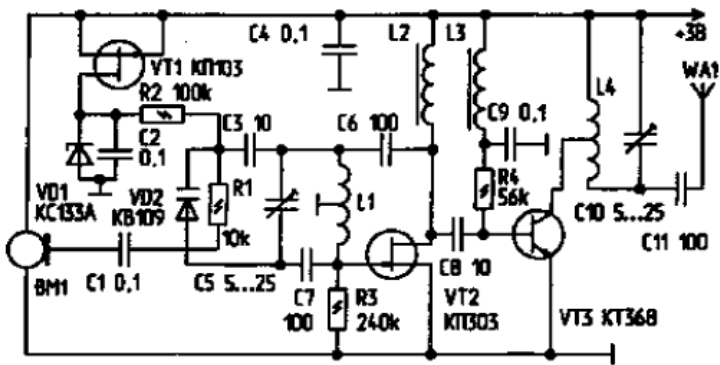 C4 0,1
L2
L3
+3В
VT1 КП103
R2 100k
WA1
L4
C3 10
C6 100
C9 0,1
C2
0,1
R1
R4
56k
VD1
КС133А
VD2
КВ109
10k
L1
C10 5...25
C11 100
BM1
C1 0,1
C5 5...25
C7
100
R3
240k
C8 10
VT2
КП303
VT3 КТ368